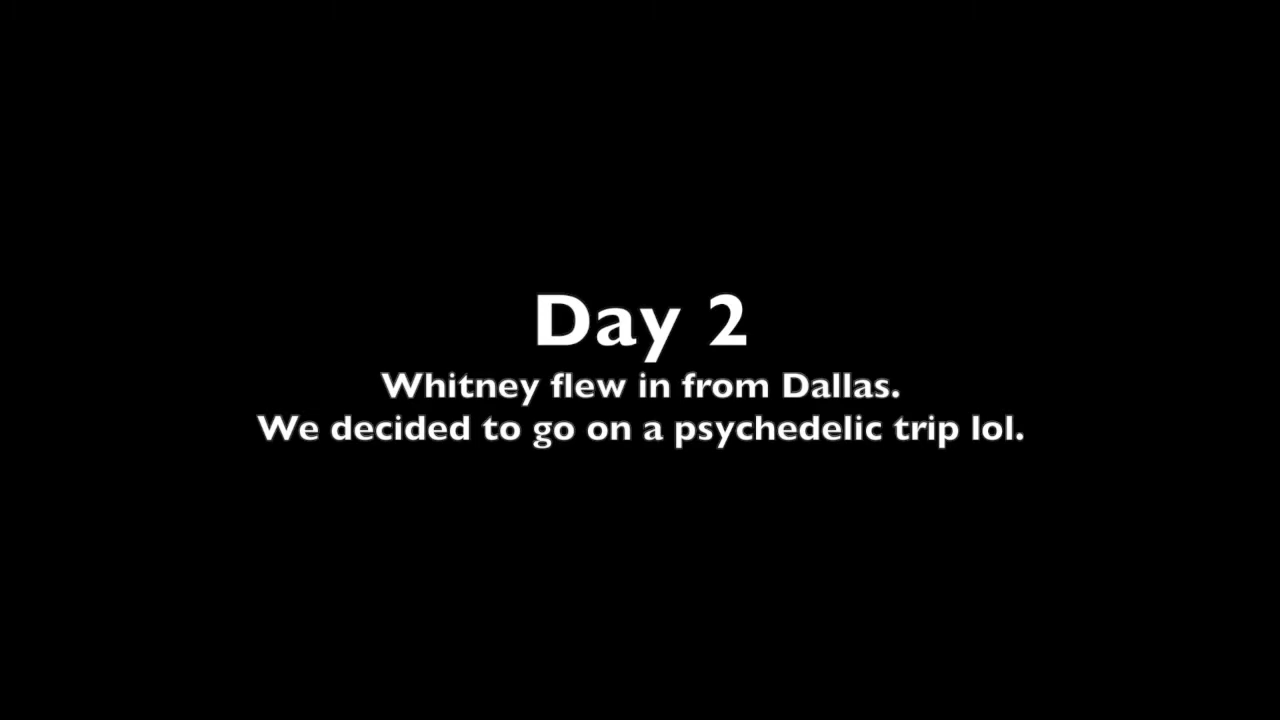 Day 2
Whitney flew in from Dallas.
We decided to go on a psychedelic trip lol.